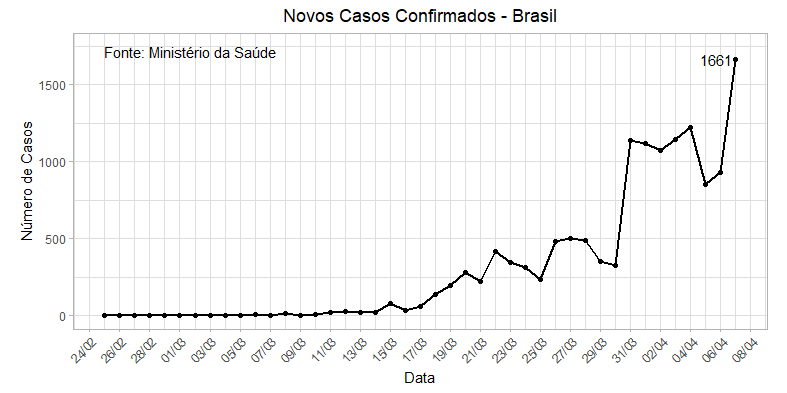 Novos Casos Confirmados - Brasil
Fonte: Ministério da Saúde
1661
1500
1000
500
0
Número de Casos
24/02 26/02 28/02 01/03 03/03 05/03 07/03 09/03 11/03 13/03 15/03 17/03 19/03 21/03 23/03 25/03 27/03 29/03 31/03 02/04 04/04 06/04 08/04
Data